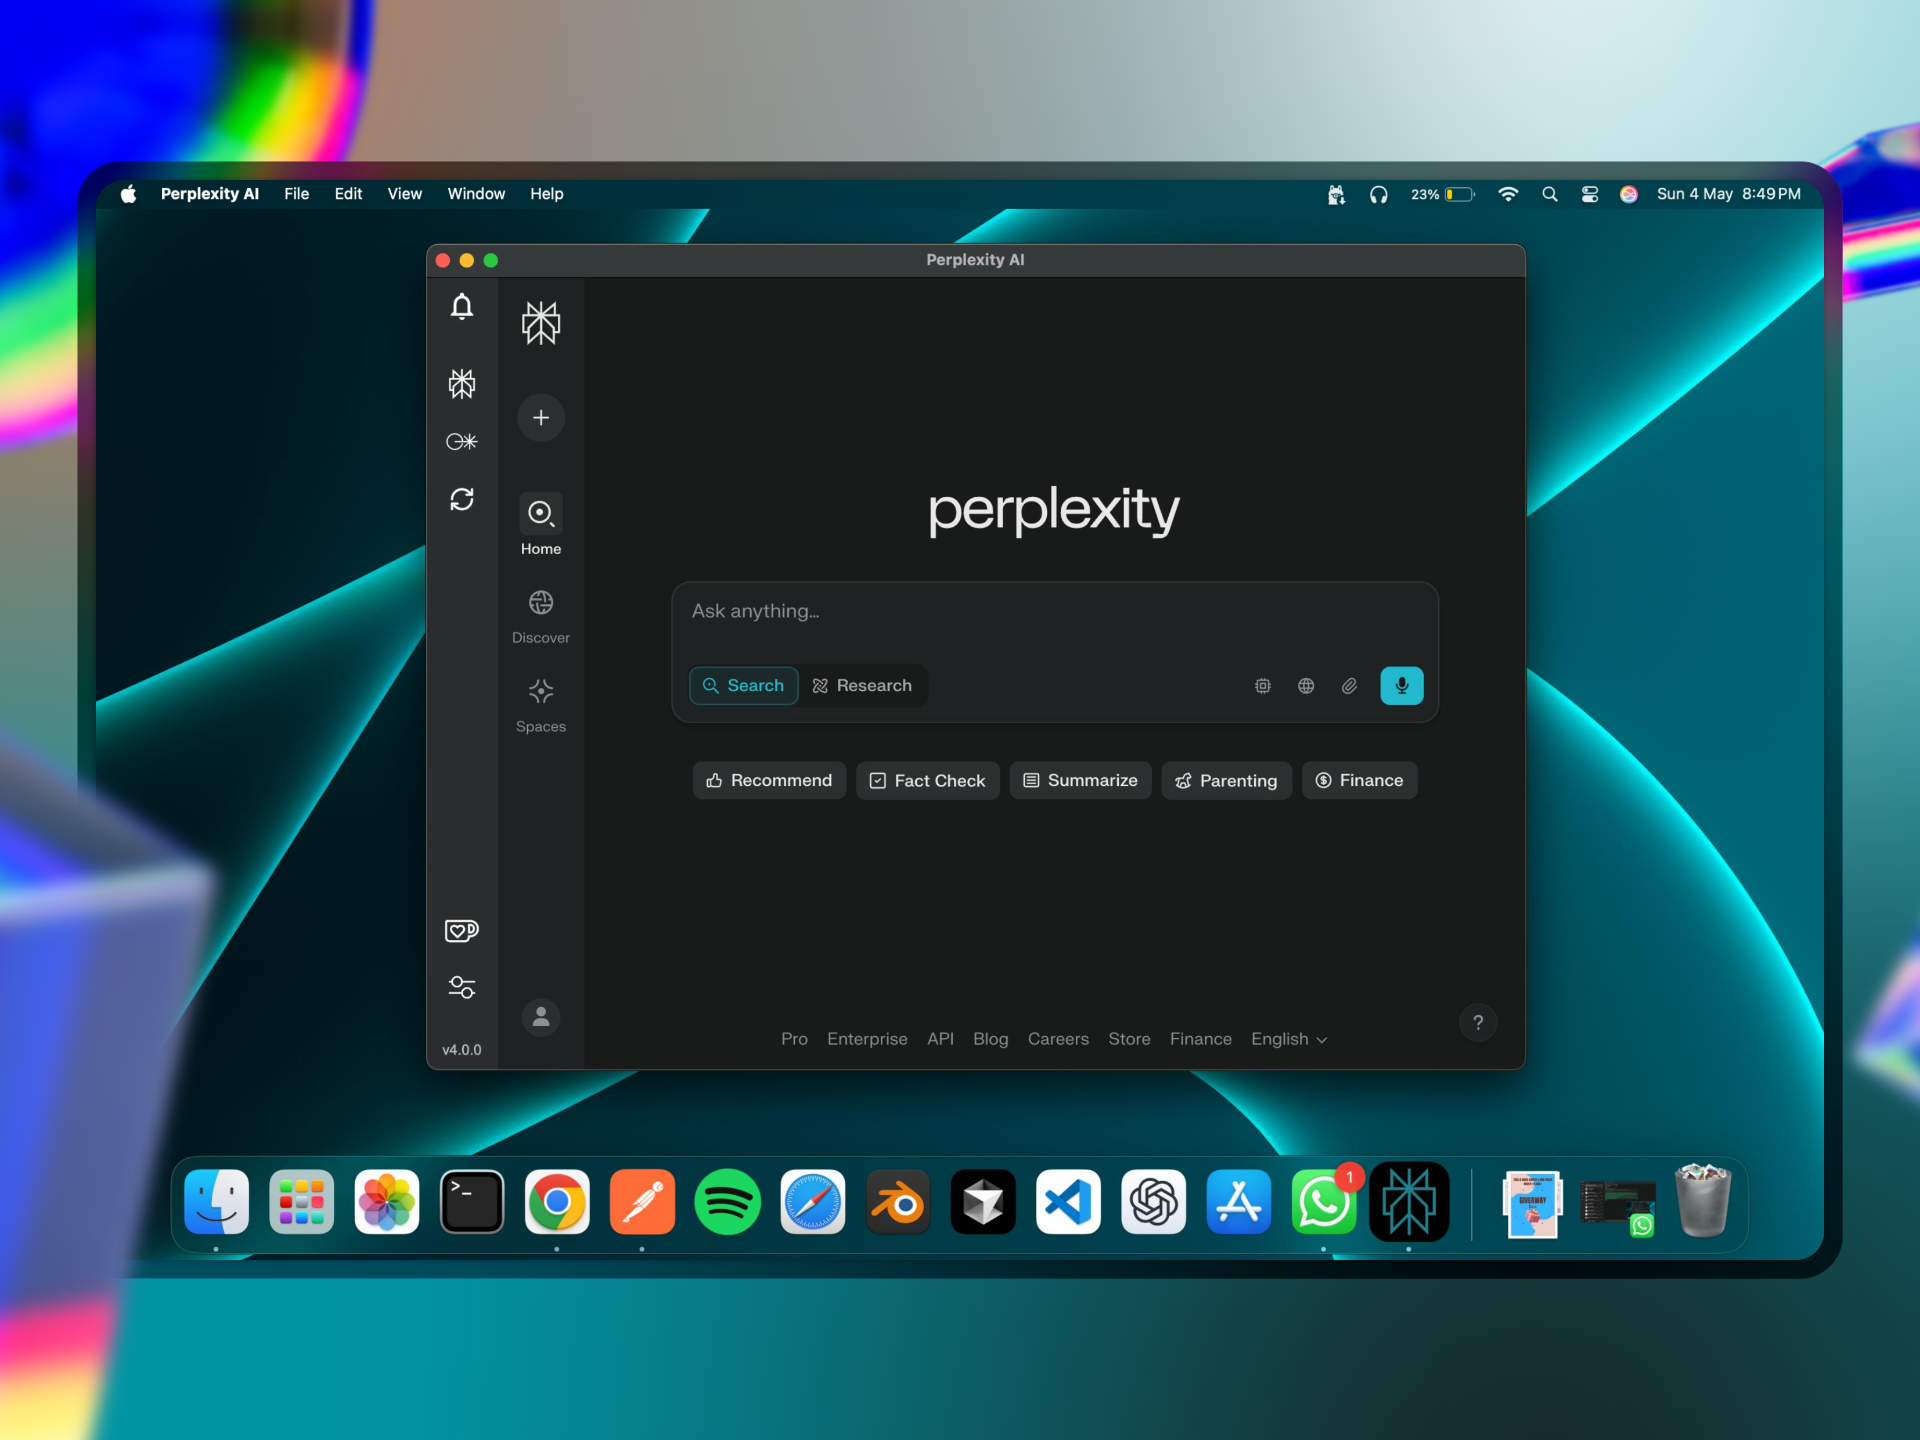 Perplexity AI File Edit View Window Help 23% Sun 4 May 8:49 PM
Perplexity AI
perplexity
Home
Ask anything...
Discover
Search Research
Spaces
Recommend Fact Check Summarize Parenting Finance
Pro Enterprise API Blog Careers Store Finance English ?
v4.0.0
>_
1
GIVEAWAY